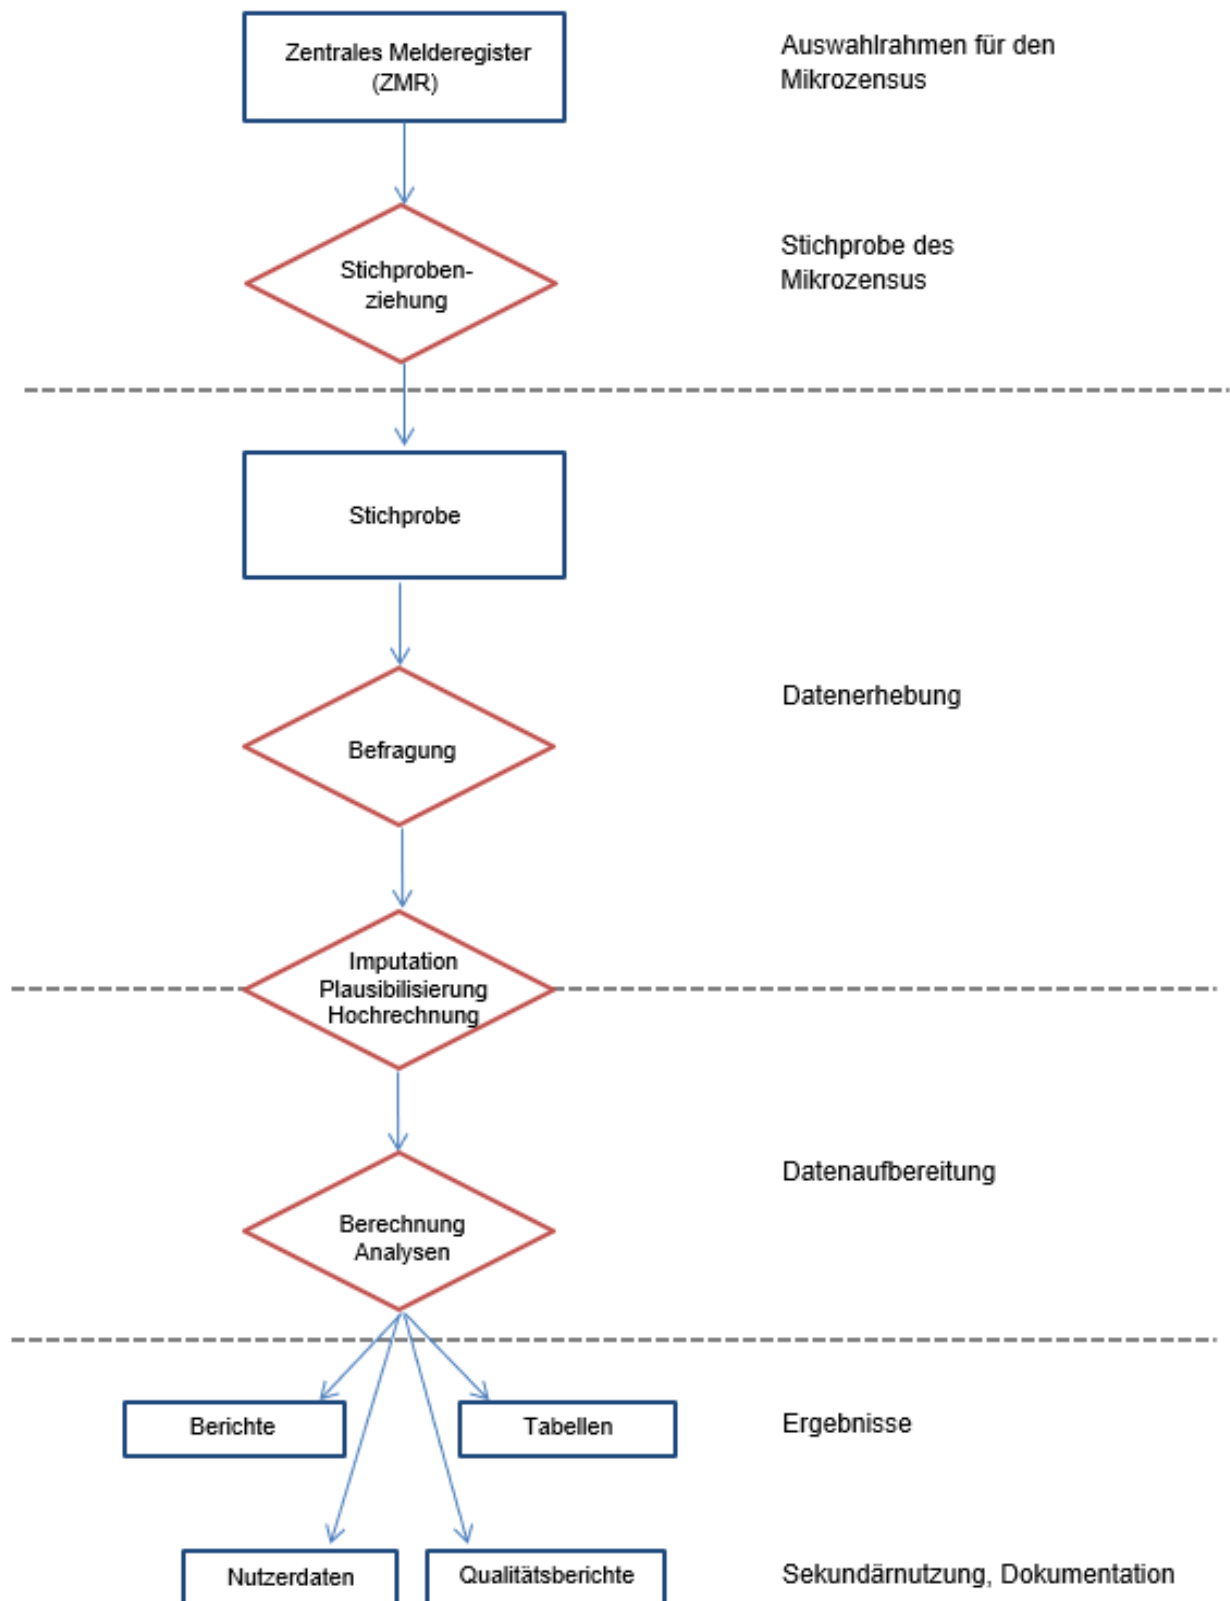 Zentrales Melderegister
(ZMR)
Auswahlrahmen für den
Mikrozensus
Stichproben-
ziehung
Stichprobe des
Mikrozensus
Stichprobe
Datenerhebung
Befragung
Imputation
Plausibilisierung
Hochrechnung
Datenaufbereitung
Berechnung
Analysen
Berichte
Tabellen
Ergebnisse
Nutzerdaten
Qualitätsberichte
Sekundärnutzung, Dokumentation